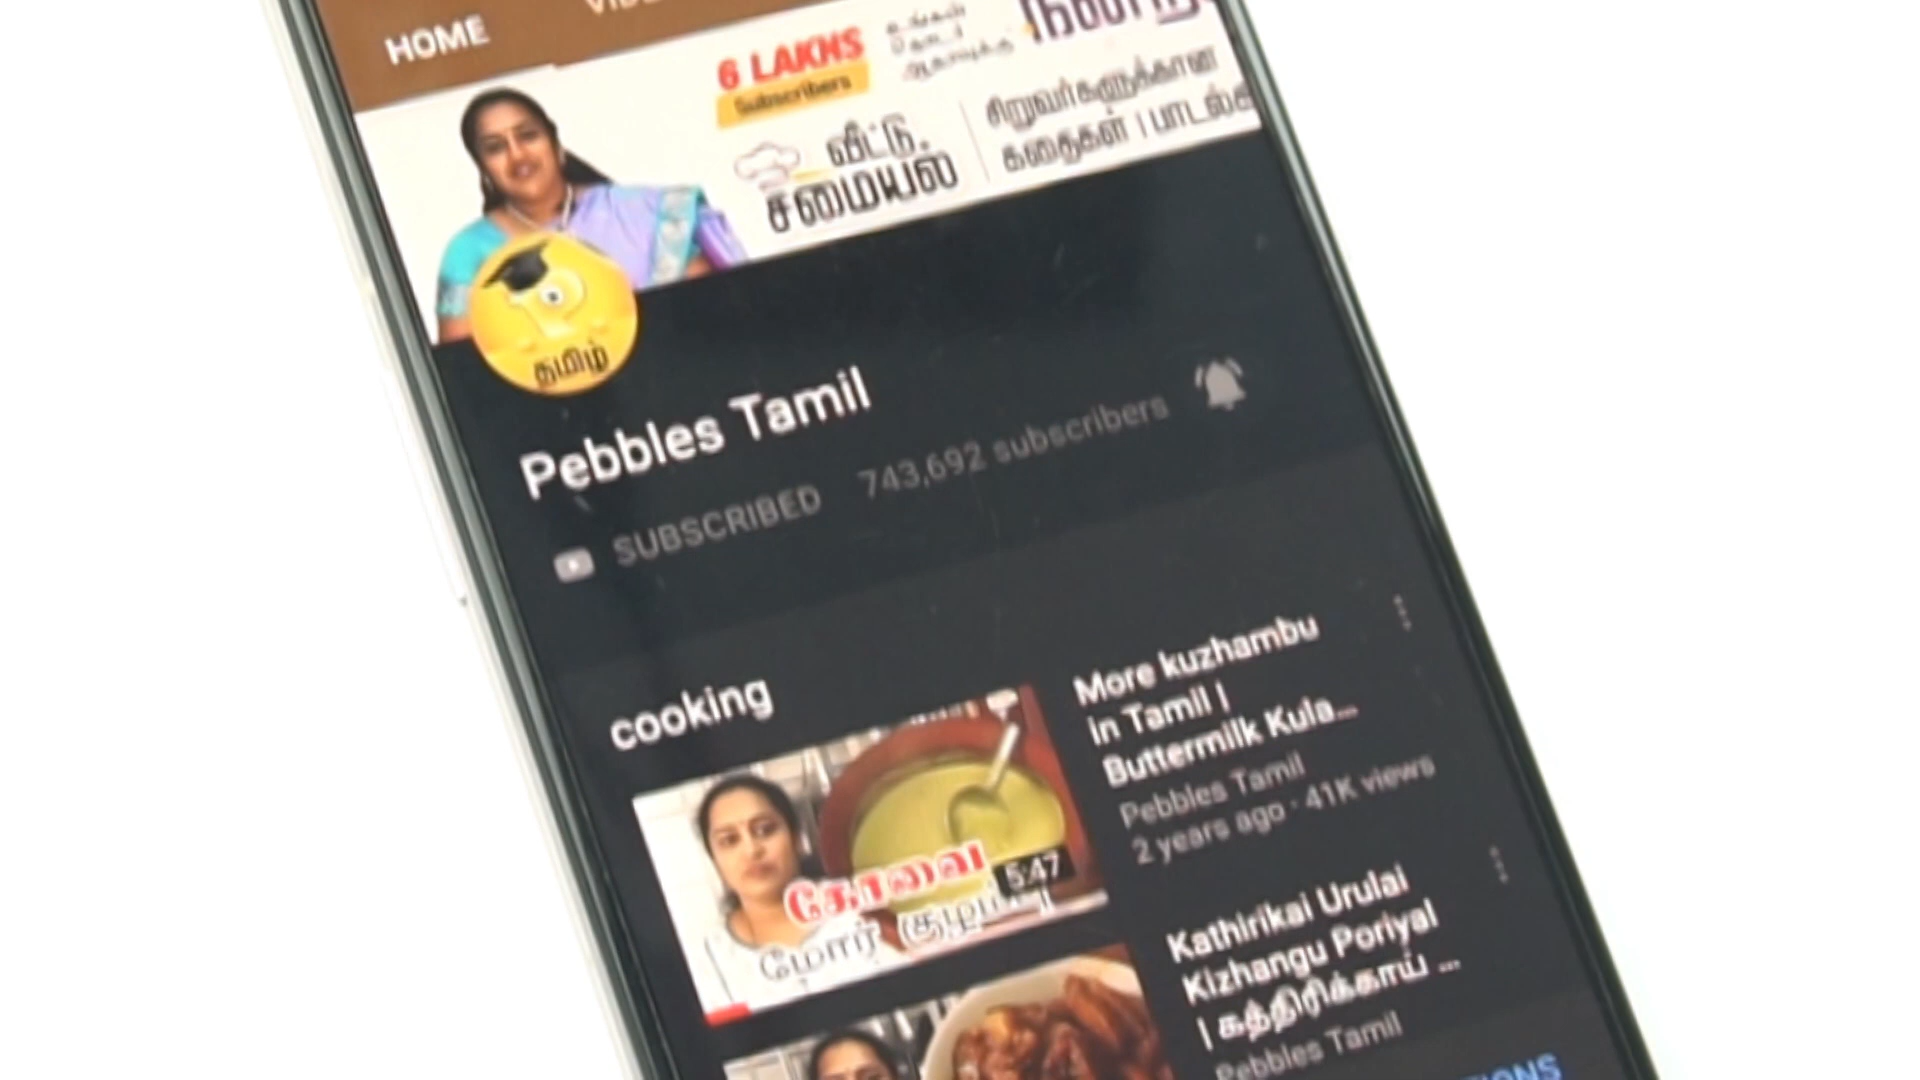 HOME
6 LAKHS
Subscribers
வீட்டு
சமையல்
சிறுவர்களுக்கான
கதைகள் | பாடல்க
தமிழ்
Pebbles Tamil
SUBSCRIBED 743,692 subscribers
cooking
More kuzhambu
in Tamil |
Buttermilk Kula...
Pebbles Tamil
2 years ago · 41K views
கோவை
5:47
மோர் குழம்பு
Kathirikai Urulai
Kizhangu Poriyal
| கத்திரிக்காய் ...
Pebbles Tamil